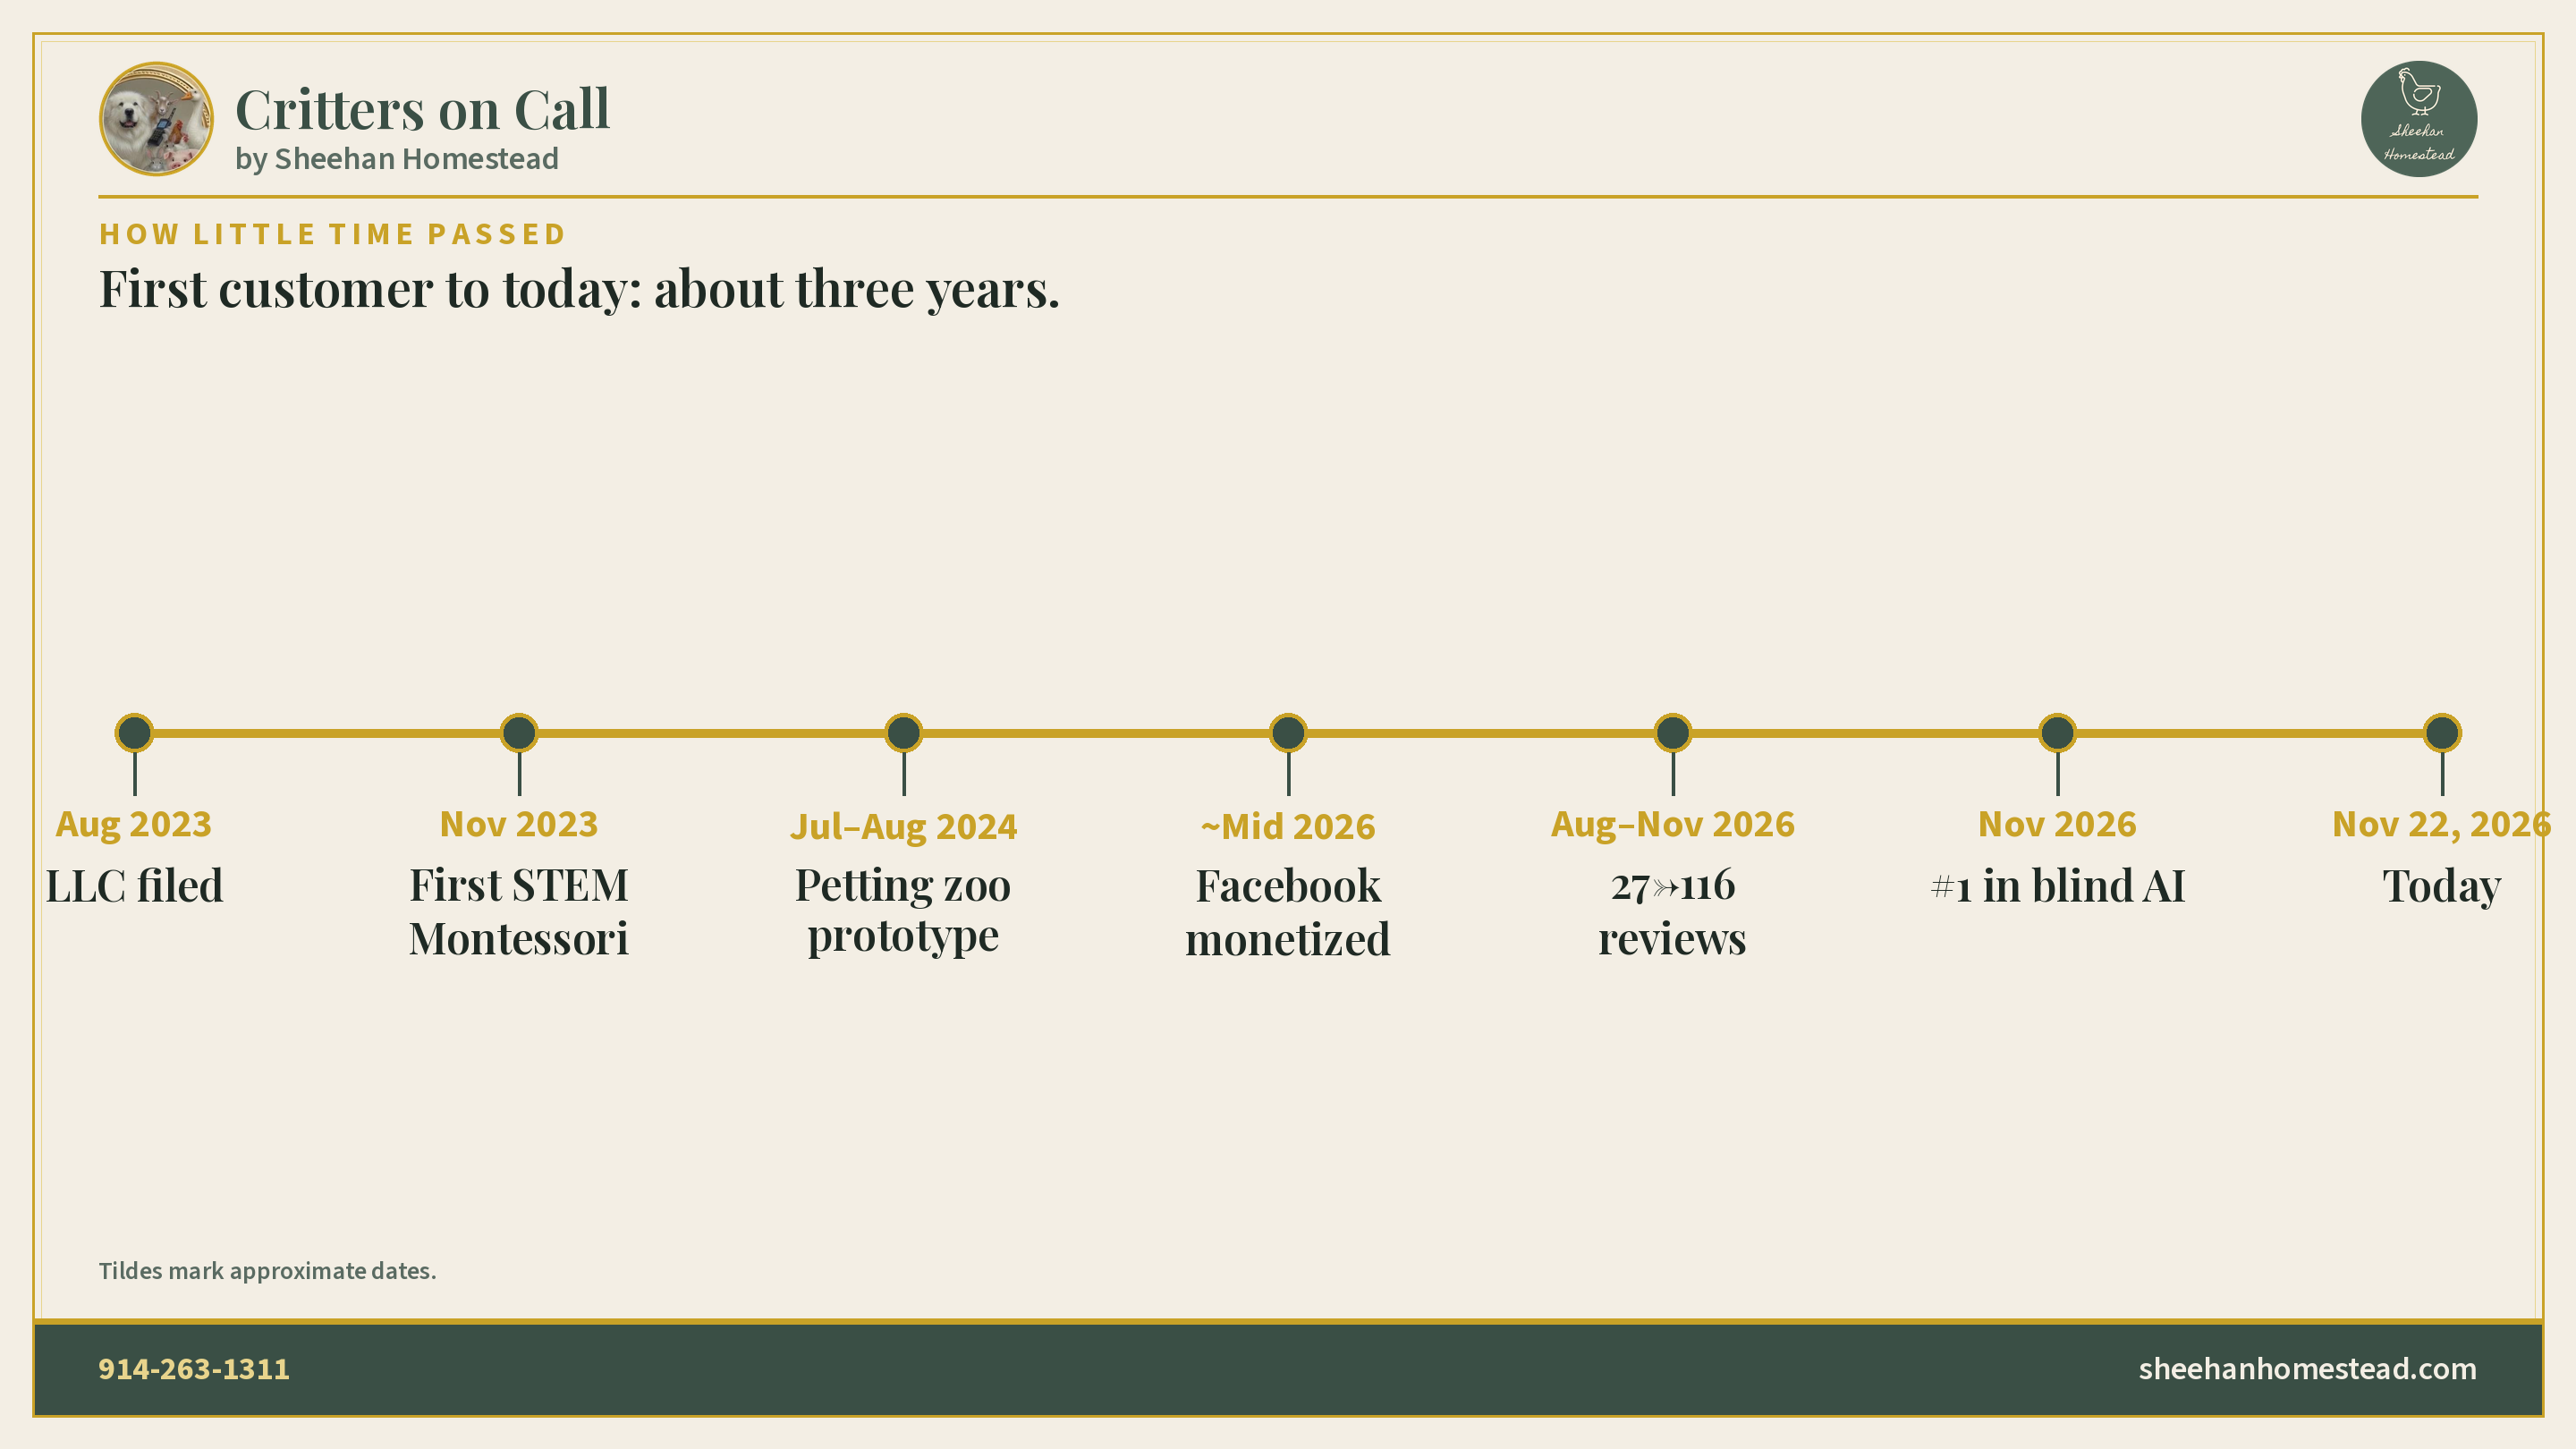 Critters on Call
by Sheehan Homestead
Sheehan
Homestead
HOW LITTLE TIME PASSED
First customer to today: about three years.
Aug 2023
LLC filed
Nov 2023
First STEM
Montessori
Jul–Aug 2024
Petting zoo
prototype
~Mid 2026
Facebook
monetized
Aug–Nov 2026
27→116
reviews
Nov 2026
#1 in blind AI
Nov 22, 2026
Today
Tildes mark approximate dates.
914-263-1311
sheehanhomestead.com